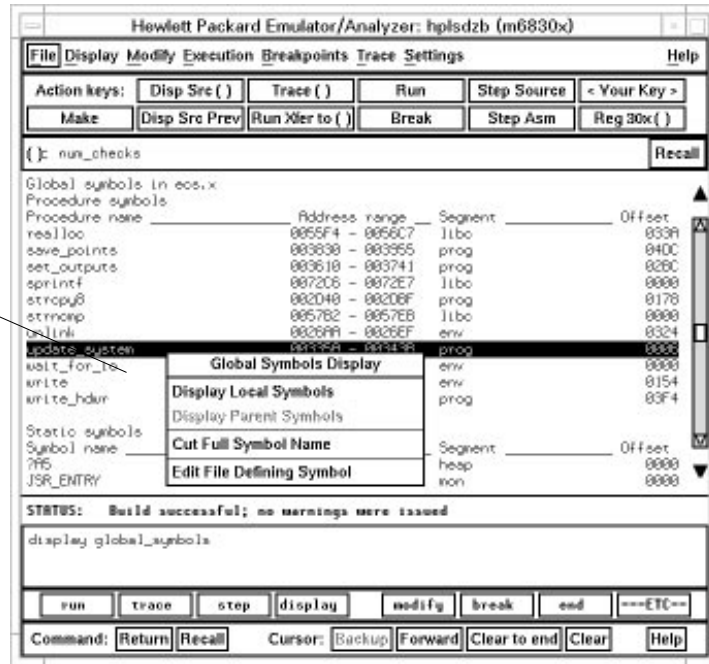 Hewlett Packard Emulator/Analyzer: hplsdzb (m6830x)
File Display Modify Execution Breakpoints Trace Settings Help
Action keys: Disp Src ( ) Trace ( ) Run Step Source < Your Key >
Make Disp Src Prev Run Xfer to ( ) Break Step Asm Reg 30x ( )
( ): num_checks Recall
Global symbols in ecs.x
Procedure symbols
Procedure name ____________ Address range __ Segment ____________ Offset
realloc 0055F4 - 0056C7 libc 033A
save_points 003830 - 003955 prog 04DC
set_outputs 003610 - 003741 prog 02BC
sprintf 0072C6 - 0072E7 libc 0000
strcpy8 002D40 - 002DBF prog 0178
strncmp 0057B2 - 0057EB libc 0000
unlink 0026AA - 0026EF env 0324
update_system prog
env 0000
write env 0154
write_hdwr prog 03F4
Global Symbols Display
Display Local Symbols
Display Parent Symbols
Cut Full Symbol Name
Edit File Defining Symbol
Static symbols
Symbol name Segment ____________ Offset
heap 0000
JSR_ENTRY mon 0000
STATUS: Build successful; no warnings were issued
display global_symbols
run trace step display modify break end ---ETC--
Command: Return Recall Cursor: Backup Forward Clear to end Clear Help